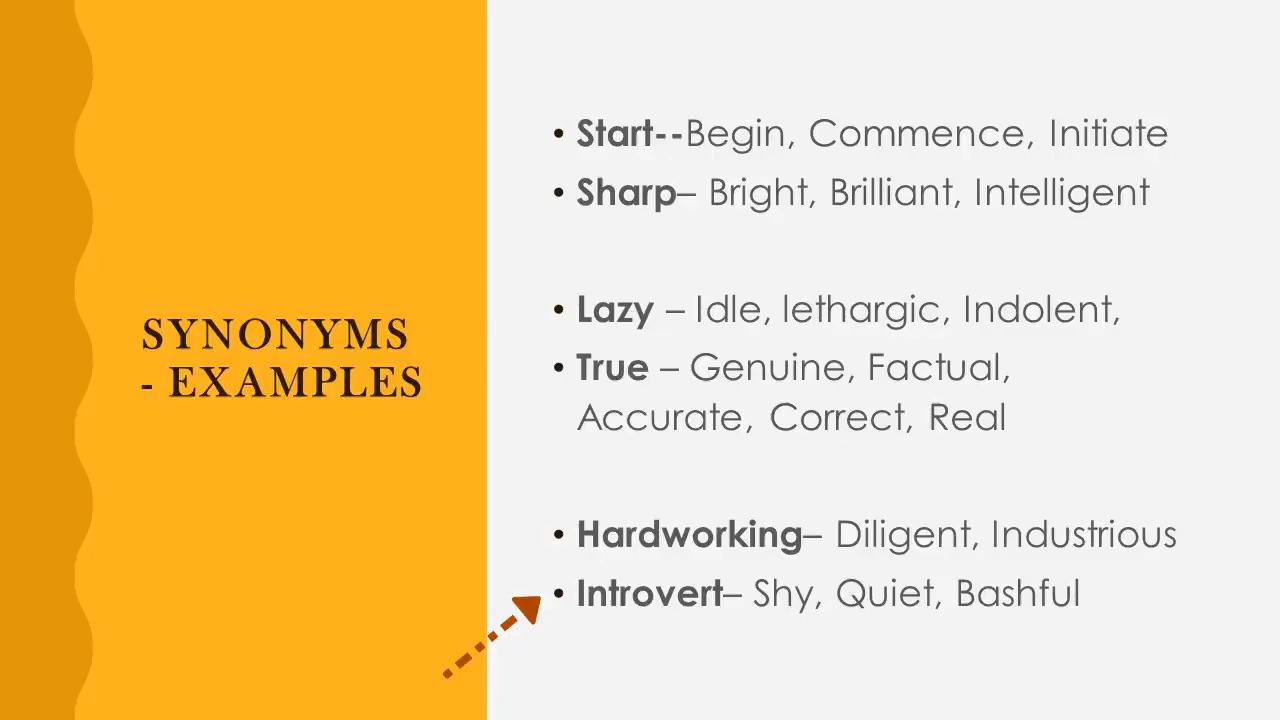 SYNONYMS
- EXAMPLES
• Start--Begin, Commence, Initiate
• Sharp– Bright, Brilliant, Intelligent
• Lazy – Idle, lethargic, Indolent,
• True – Genuine, Factual,
Accurate, Correct, Real
• Hardworking– Diligent, Industrious
• Introvert– Shy, Quiet, Bashful